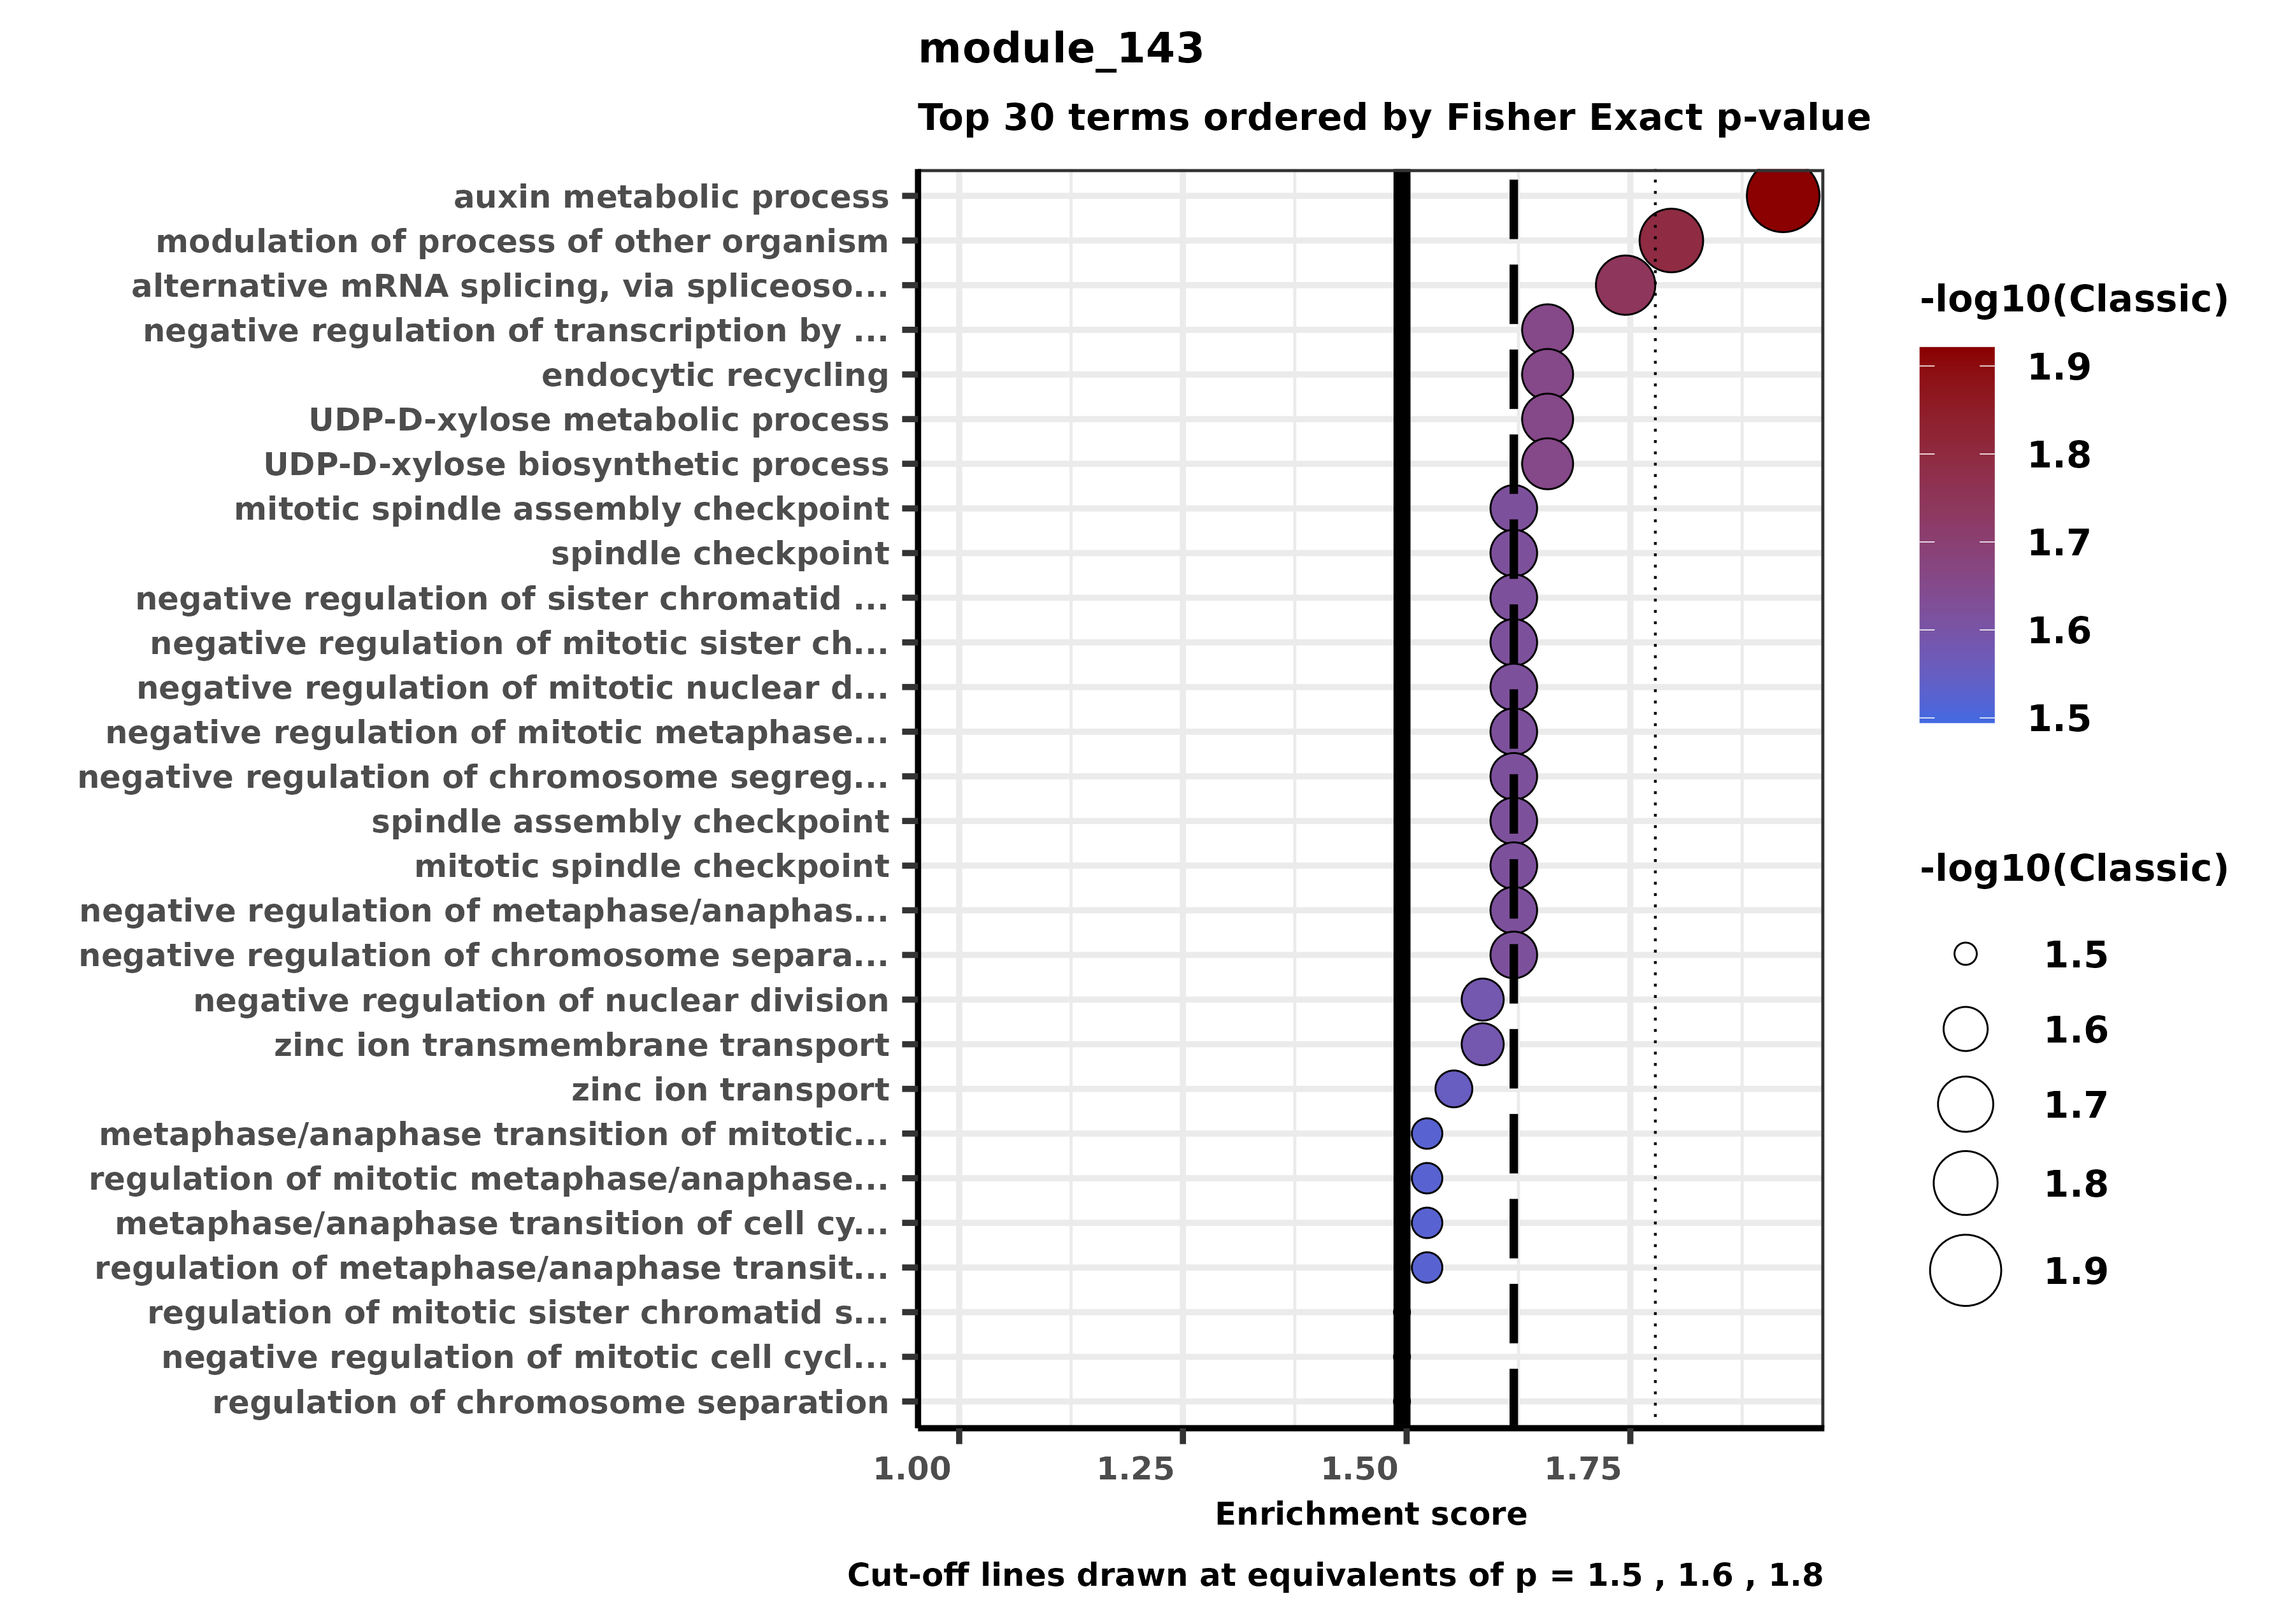 module_143
Top 30 terms ordered by Fisher Exact p-value
auxin metabolic process
modulation of process of other organism
alternative mRNA splicing, via spliceoso...
negative regulation of transcription by ...
endocytic recycling
UDP-D-xylose metabolic process
UDP-D-xylose biosynthetic process
mitotic spindle assembly checkpoint
spindle checkpoint
negative regulation of sister chromatid ...
negative regulation of mitotic sister ch...
negative regulation of mitotic nuclear d...
negative regulation of mitotic metaphase...
negative regulation of chromosome segreg...
spindle assembly checkpoint
mitotic spindle checkpoint
negative regulation of metaphase/anaphas...
negative regulation of chromosome separa...
negative regulation of nuclear division
zinc ion transmembrane transport
zinc ion transport
metaphase/anaphase transition of mitotic...
regulation of mitotic metaphase/anaphase...
metaphase/anaphase transition of cell cy...
regulation of metaphase/anaphase transit...
regulation of mitotic sister chromatid s...
negative regulation of mitotic cell cycl...
regulation of chromosome separation
1.00 1.25 1.50 1.75
Enrichment score
Cut-off lines drawn at equivalents of p = 1.5 , 1.6 , 1.8
-log10(Classic)
1.9
1.8
1.7
1.6
1.5
-log10(Classic)
1.5
1.6
1.7
1.8
1.9